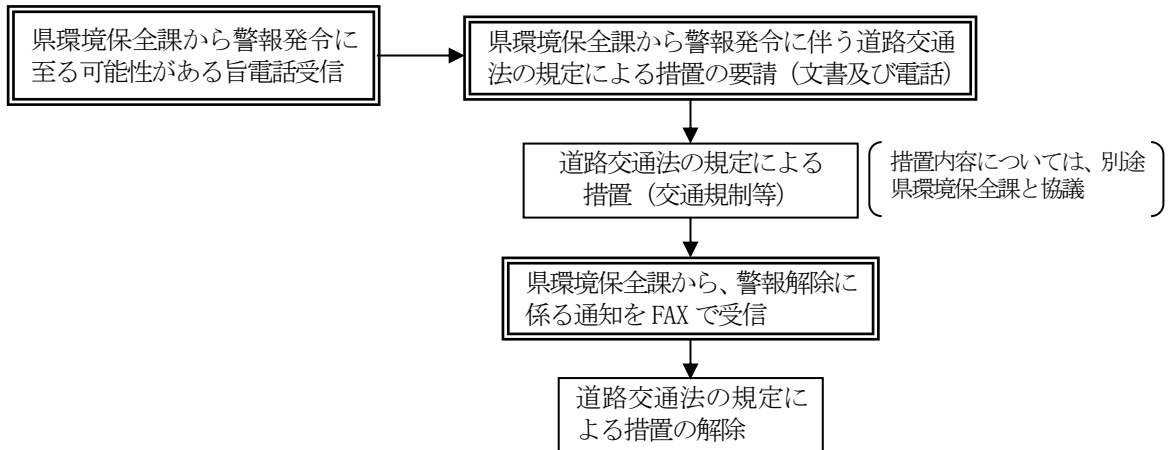 県環境保全課から警報発令に
至る可能性がある旨電話受信
県環境保全課から警報発令に伴う道路交通
法の規定による措置の要請（文書及び電話）
道路交通法の規定による
措置（交通規制等）
措置内容については、別途
県環境保全課と協議
県環境保全課から、警報解除に
係る通知を FAX で受信
道路交通法の規定に
よる措置の解除